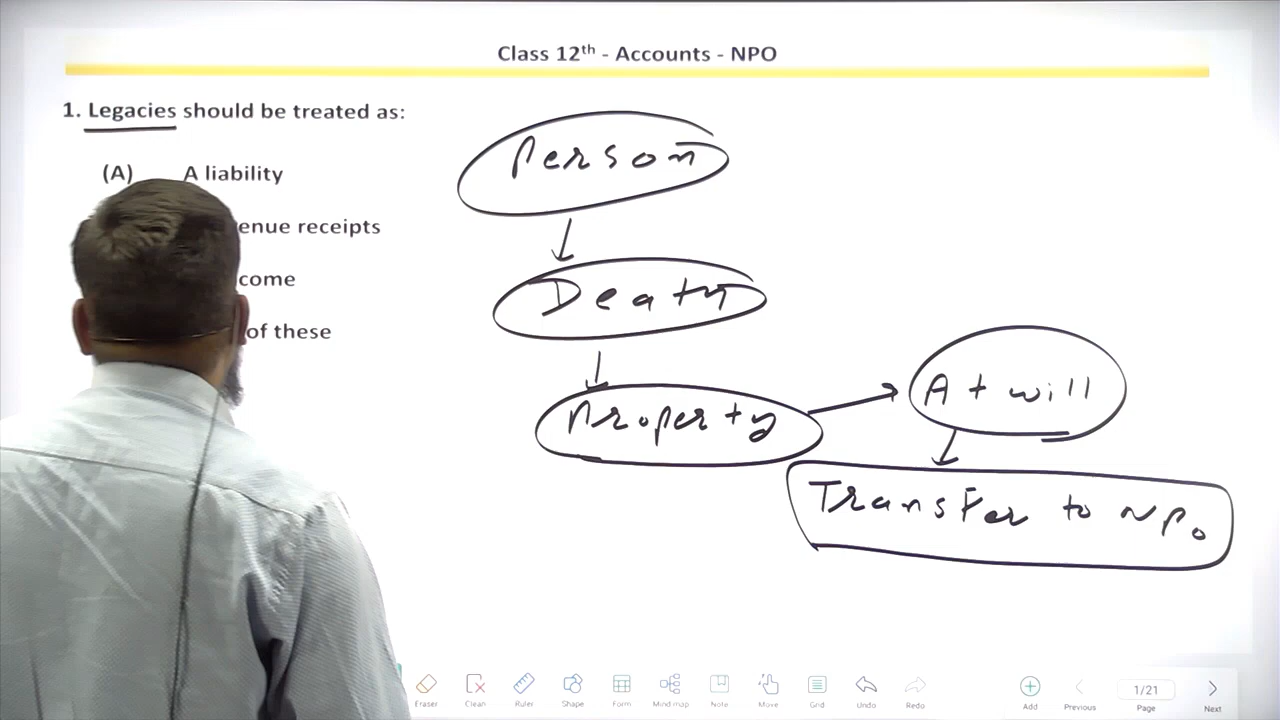 Class 12th - Accounts - NPO
1. Legacies should be treated as:
(A) A liability
enue receipts
come
of these
Person
Death
Property
At will
Transfer to NPO
Eraser Clean Ruler Shape Form Mind map Note Move Grid Undo Redo Add Previous Page Next
1/21